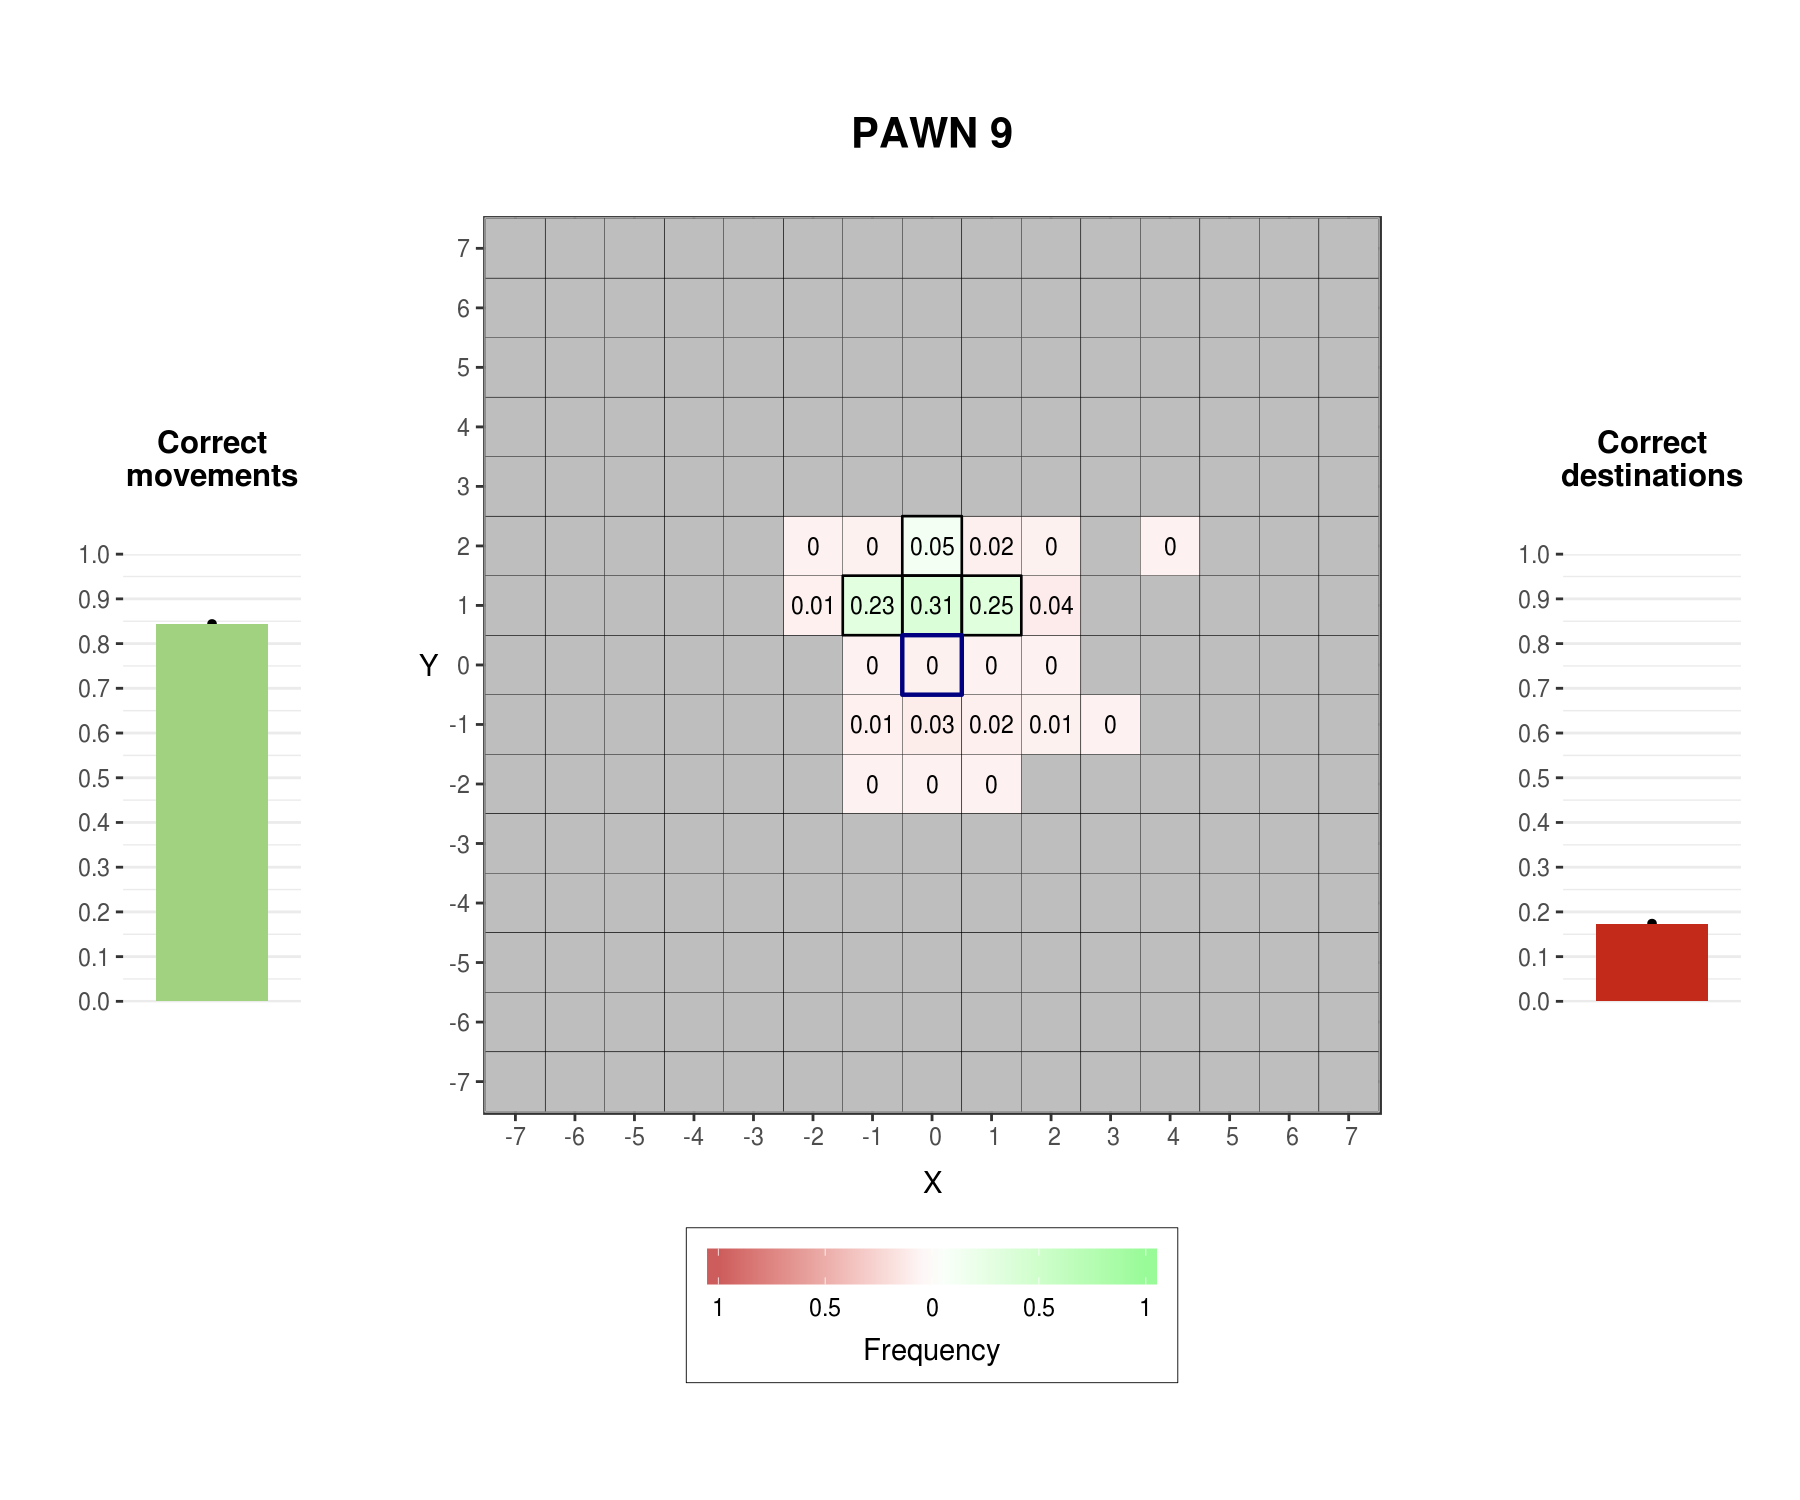 PAWN 9
Correct
movements
1.0
0.9
0.8
0.7
0.6
0.5
0.4
0.3
0.2
0.1
0.0
Y
7
6
5
4
3
2
1
0
-1
-2
-3
-4
-5
-6
-7
0 0 0.05 0.02 0 0
0.01 0.23 0.31 0.25 0.04
0 0 0 0
0.01 0.03 0.02 0.01 0
0 0 0
-7 -6 -5 -4 -3 -2 -1 0 1 2 3 4 5 6 7
X
1 0.5 0 0.5 1
Frequency
Correct
destinations
1.0
0.9
0.8
0.7
0.6
0.5
0.4
0.3
0.2
0.1
0.0